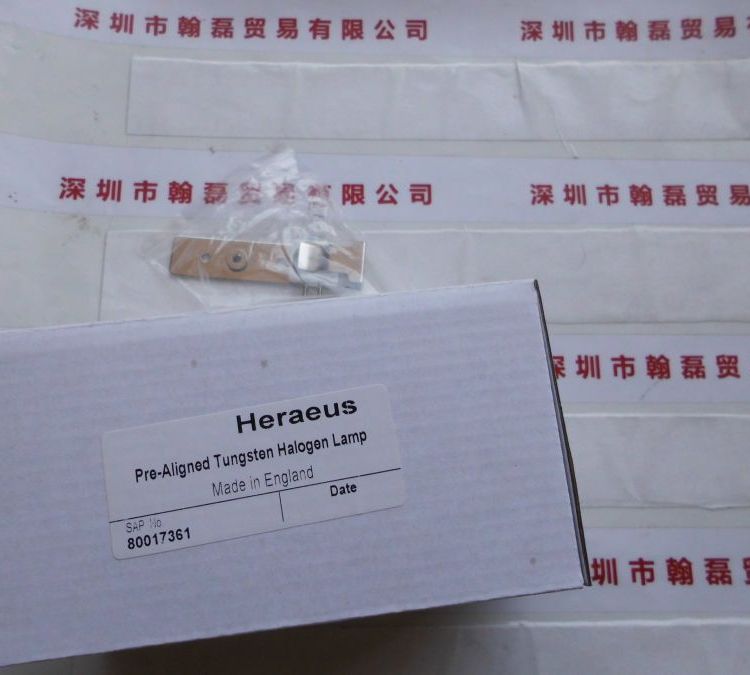 深圳市翰磊贸易有限公司
深圳市翰磊贸易
深圳市翰磊贸易有限公司
深圳市翰磊贸易
深圳市翰磊贸
圳市翰磊贸
Heraeus
Pre-Aligned Tungsten Halogen Lamp
Made in England
SAP No.
Date
80017361